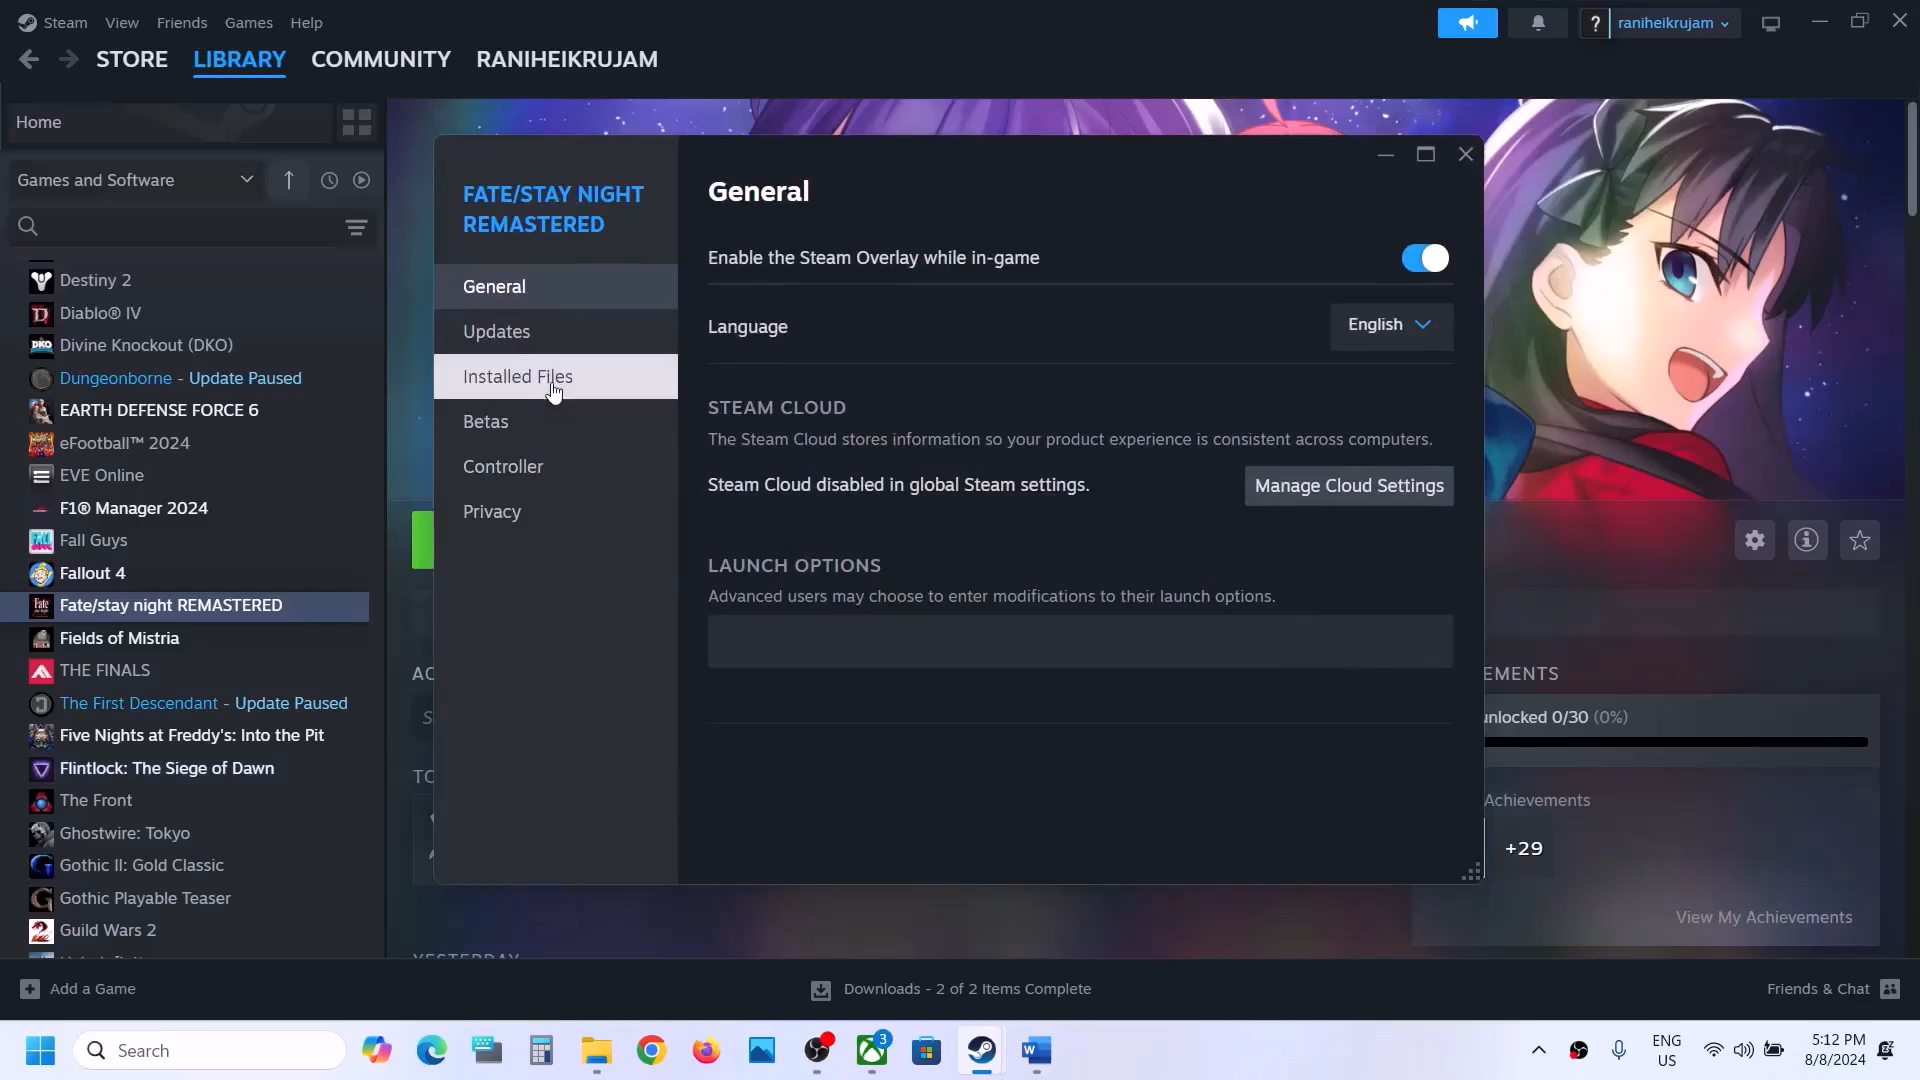 Steam View Friends Games Help
raniheikrujam
STORE LIBRARY COMMUNITY RANIHEIKRUJAM
Home
Games and Software
Destiny 2
Diablo® IV
Divine Knockout (DKO)
Dungeonborne - Update Paused
EARTH DEFENSE FORCE 6
eFootball™ 2024
EVE Online
F1® Manager 2024
Fall Guys
Fallout 4
Fate/stay night REMASTERED
Fields of Mistria
THE FINALS
The First Descendant - Update Paused
Five Nights at Freddy's: Into the Pit
Flintlock: The Siege of Dawn
The Front
Ghostwire: Tokyo
Gothic II: Gold Classic
Gothic Playable Teaser
Guild Wars 2
FATE/STAY NIGHT
REMASTERED
General
Updates
Installed Files
Betas
Controller
Privacy
General
Enable the Steam Overlay while in-game
Language
English
STEAM CLOUD
The Steam Cloud stores information so your product experience is consistent across computers.
Steam Cloud disabled in global Steam settings.
Manage Cloud Settings
LAUNCH OPTIONS
Advanced users may choose to enter modifications to their launch options.
AC
EMENTS
unlocked 0/30 (0%)
TO
Achievements
+29
View My Achievements
YESTERDAY
Add a Game
Downloads - 2 of 2 Items Complete
Friends & Chat
Search
3
ENG
US
5:12 PM
8/8/2024